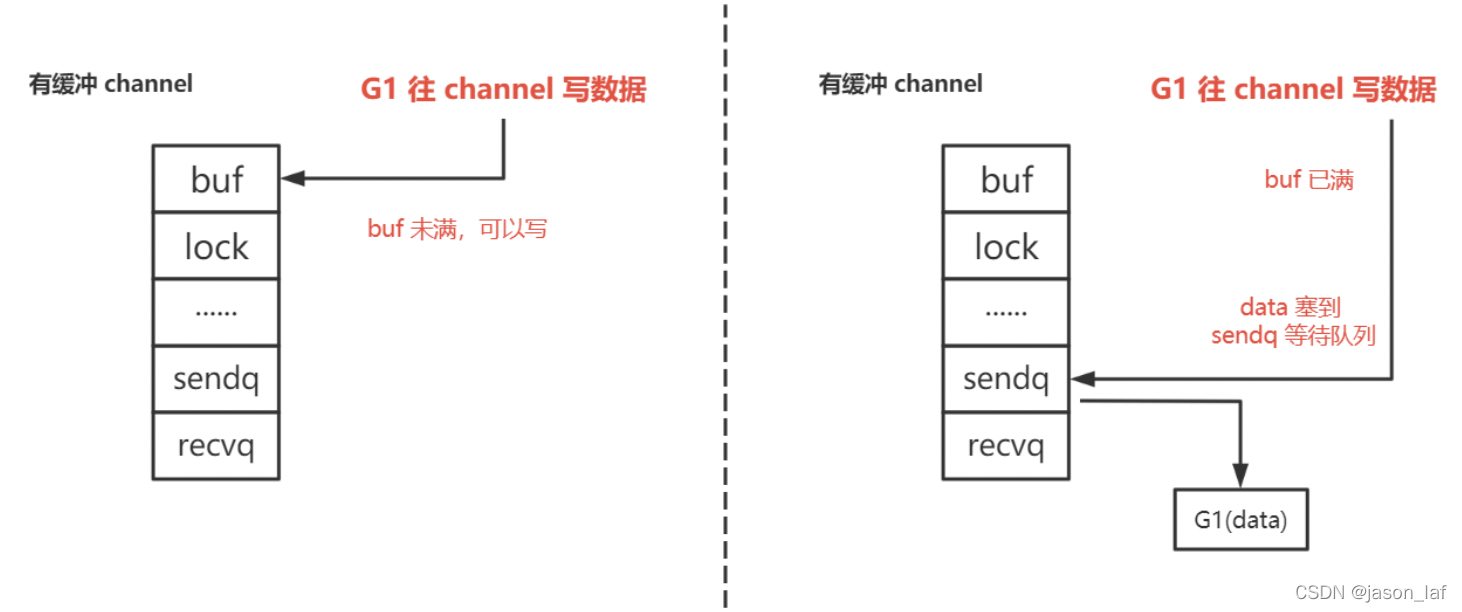 有缓冲 channel
G1 往 channel 写数据
buf
lock
......
sendq
recvq
buf 未满，可以写
有缓冲 channel
G1 往 channel 写数据
buf
lock
......
sendq
recvq
buf 已满
data 塞到
sendq 等待队列
G1(data)
CSDN @jason_laf